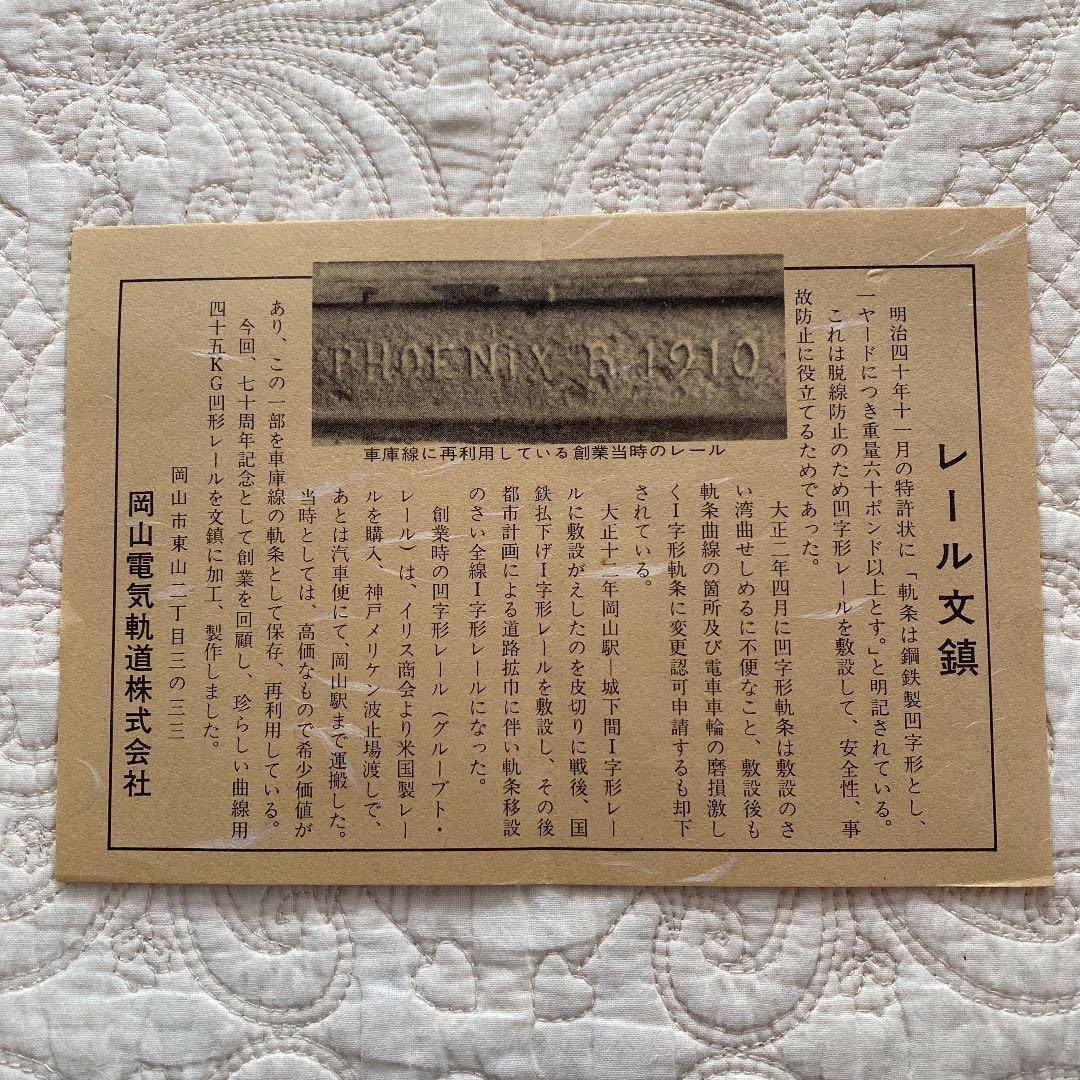 レール文鎮
明治四十年十一月の特許状に「軌条は鋼鉄製凹字形とし、
一ヤードにつき重量六十ポンド以上とす。」と明記されている。
これは脱線防止のため凹字形レールを敷設して、安全性、事
故防止に役立てるためであった。
大正二年四月に凹字形軌条は敷設のさ
い湾曲せしめるに不便なこと、敷設後も
軌条曲線の箇所及び電車車輪の磨損激し
くI字形軌条に変更認可申請するも却下
されている。
大正十二年岡山駅―城下間I字形レー
ルに敷設がえしたのを皮切りに戦後、国
鉄払下げI字形レールを敷設し、その後
都市計画による道路拡巾に伴い軌条移設
のさい全線I字形レールになった。
創業時の凹字形レール(グルーブト・
レール)は、イリス商会より米国製レー
ルを購入、神戸メリケン波止場渡しで、
あとは汽車便にて、岡山駅まで運搬した。
当時としては、高価なもので希少価値が
あり、この一部を車庫線の軌条として保存、再利用している。
今回、七十周年記念として創業を回顧し、珍らしい曲線用
四十五KG凹形レールを文鎮に加工、製作しました。
岡山市東山二丁目三の三三
岡山電気軌道株式会社
PHOENIX R 1910
車庫線に再利用している創業当時のレール